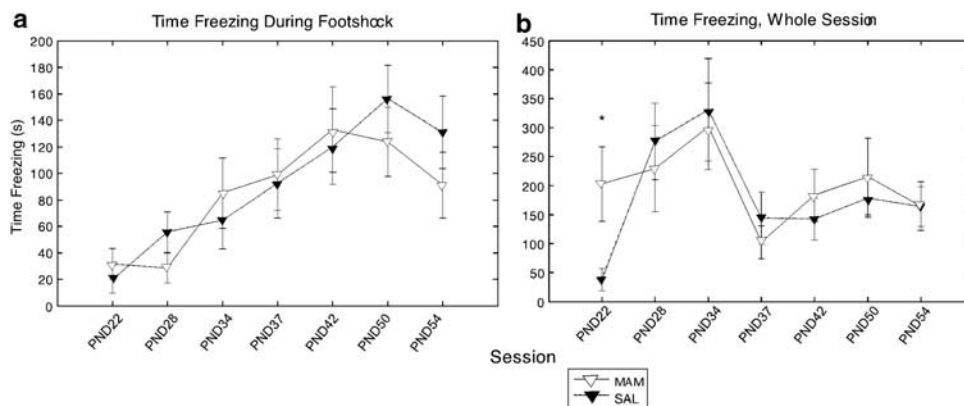 a
Time Freezing During Footshock
200
180
160
140
120
100
80
60
40
20
0
Time Freezing (s)
PND22
PND28
PND34
PND37
PND42
PND50
PND54
b
Time Freezing, Whole Session
450
400
350
300
250
200
150
100
50
0
*
PND22
PND28
PND34
PND37
PND42
PND50
PND54
Session
MAM
SAL